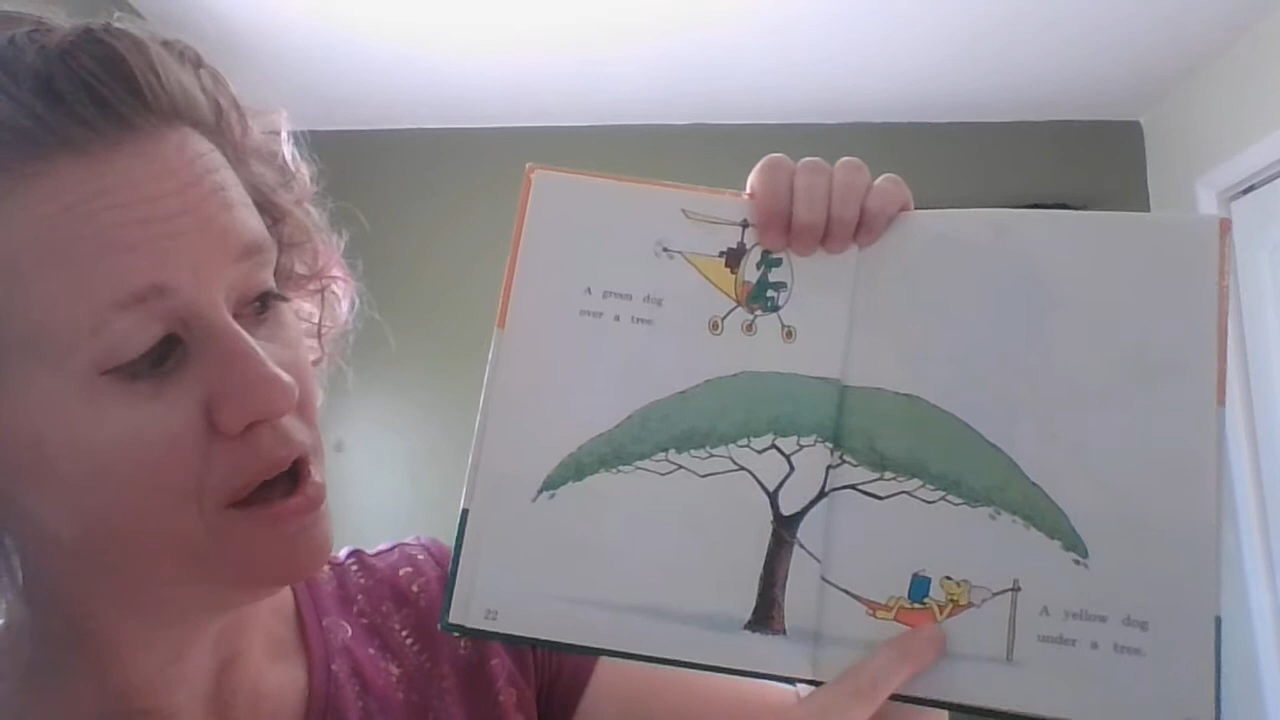 A green dog
over a tree.
22
A yellow dog
under a tree.